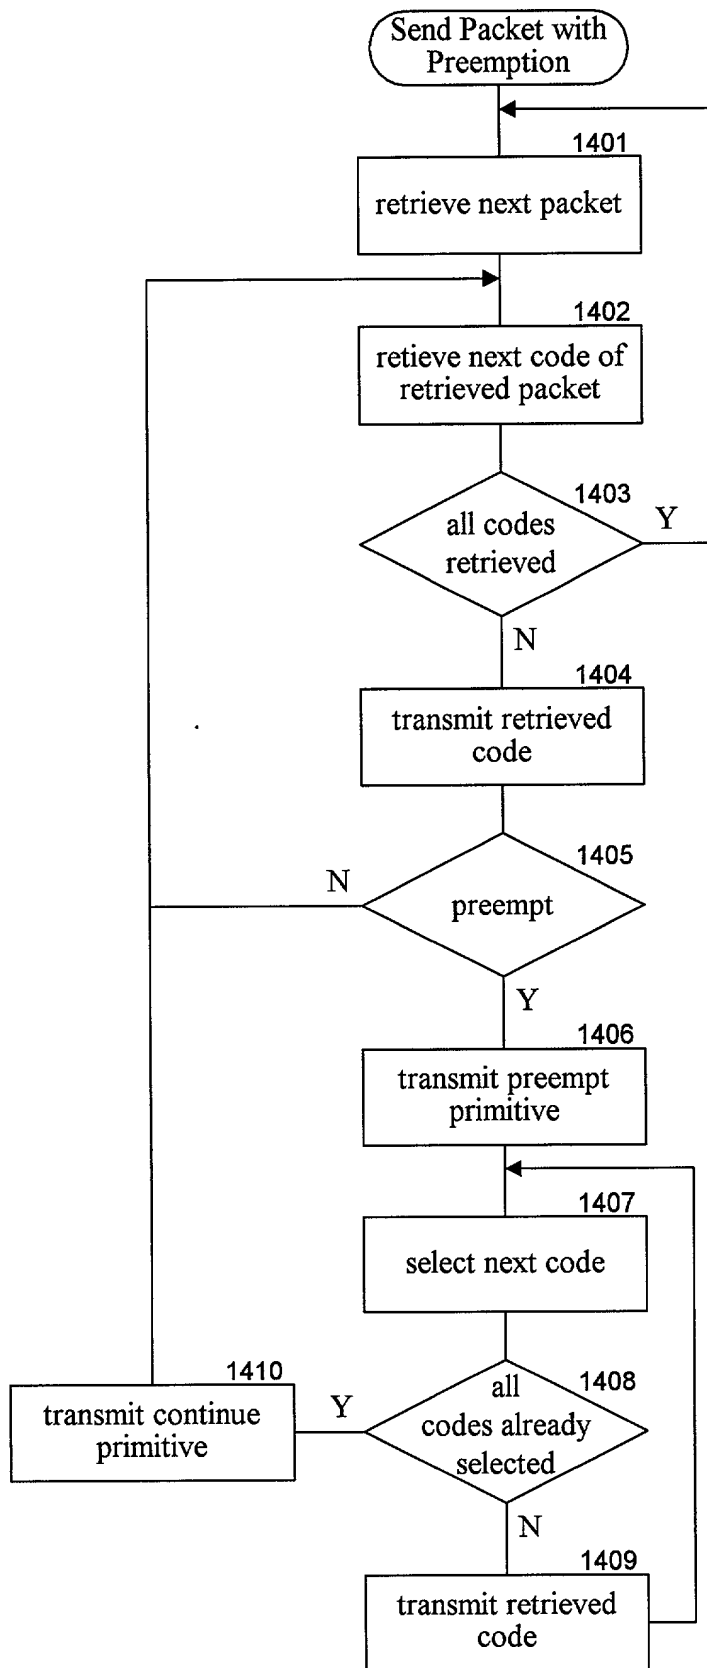 Send Packet with
Preemption
1401
retrieve next packet
1402
retieve next code of
retrieved packet
1403
all codes
retrieved
Y
N
1404
transmit retrieved
code
1405
preempt
N
Y
1406
transmit preempt
primitive
1407
select next code
1408
all
codes already
selected
Y
1410
transmit continue
primitive
N
1409
transmit retrieved
code